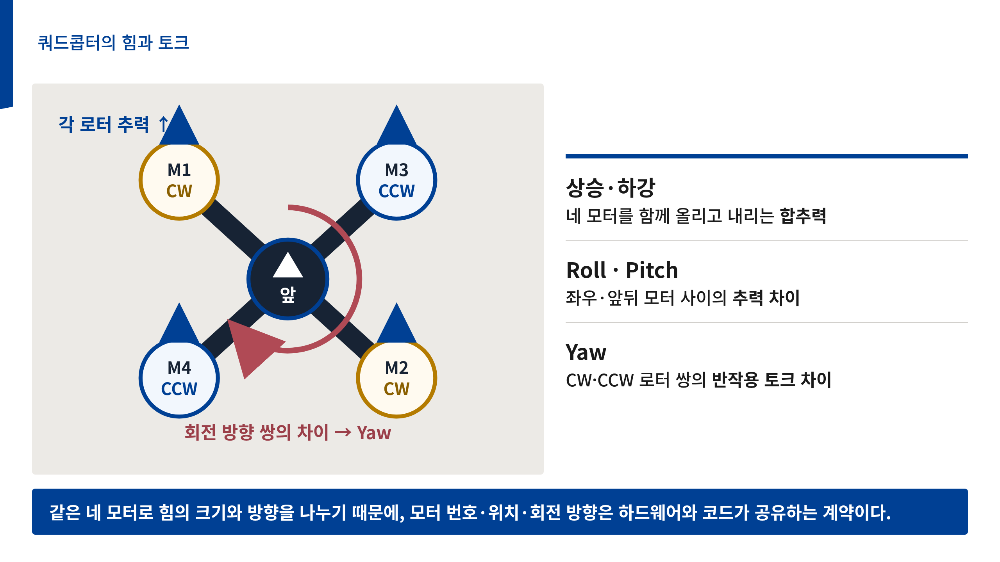 쿼드콥터의 힘과 토크
각 로터 추력 ↑
M1
CW
M3
CCW
앞
M4
CCW
M2
CW
회전 방향 쌍의 차이 → Yaw
상승·하강
네 모터를 함께 올리고 내리는 합추력
Roll · Pitch
좌우·앞뒤 모터 사이의 추력 차이
Yaw
CW·CCW 로터 쌍의 반작용 토크 차이
같은 네 모터로 힘의 크기와 방향을 나누기 때문에, 모터 번호·위치·회전 방향은 하드웨어와 코드가 공유하는 계약이다.